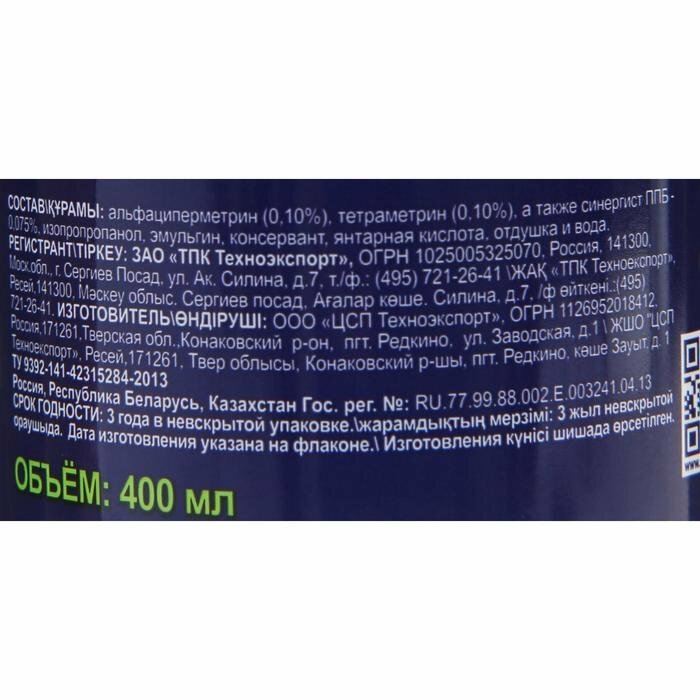 СОСТАВ\ҚҰРАМЫ: альфациперметрин (0,10%), тетраметрин (0,10%), а также синергист ППБ -
0,075%, изопропропанол, эмульгин, консервант, янтарная кислота, отдушка и вода.
РЕГИСТРАНТ\ТІРКЕУ: ЗАО «ТПК Техноэкспорт», ОГРН 1025005325070, Россия, 141300,
Моск.обл., г. Сергиев Посад, ул. Ак. Силина, д.7, т./ф.: (495) 721-26-41 \ЖАҚ «ТПК Техноекспорт»,
Ресей,141300, Мәскеу облыс. Сергиев посад, Ағалар көше. Силина, д.7, /ф өйткені.:(495)
721-26-41. ИЗГОТОВИТЕЛЬ\ӨНДІРУШІ: ООО «ЦСП Техноэкспорт», ОГРН 1126952018412,
Россия,171261,Тверская обл.,Конаковский р-он, пгт. Редкино, ул. Заводская, д.1 \ ЖШО "ЦСП
Техноекспорт», Ресей,171261, Твер облысы, Конаковский р-шы, пгт. Редкино, көше Зауыт. д. 1
ТУ 9392-141-42315284-2013
Россия, Республика Беларусь, Казахстан Гос. рег. №: RU.77.99.88.002.E.003241.04.13
СРОК ГОДНОСТИ: 3 года в невскрытой упаковке.\жарамдықтың мерзімі: 3 жыл невскрытой
ораушыда. Дата изготовления указана на флаконе.\ Изготовления күнісі шишада әрсетілген.
ОБЪЁМ: 400 мл
www.